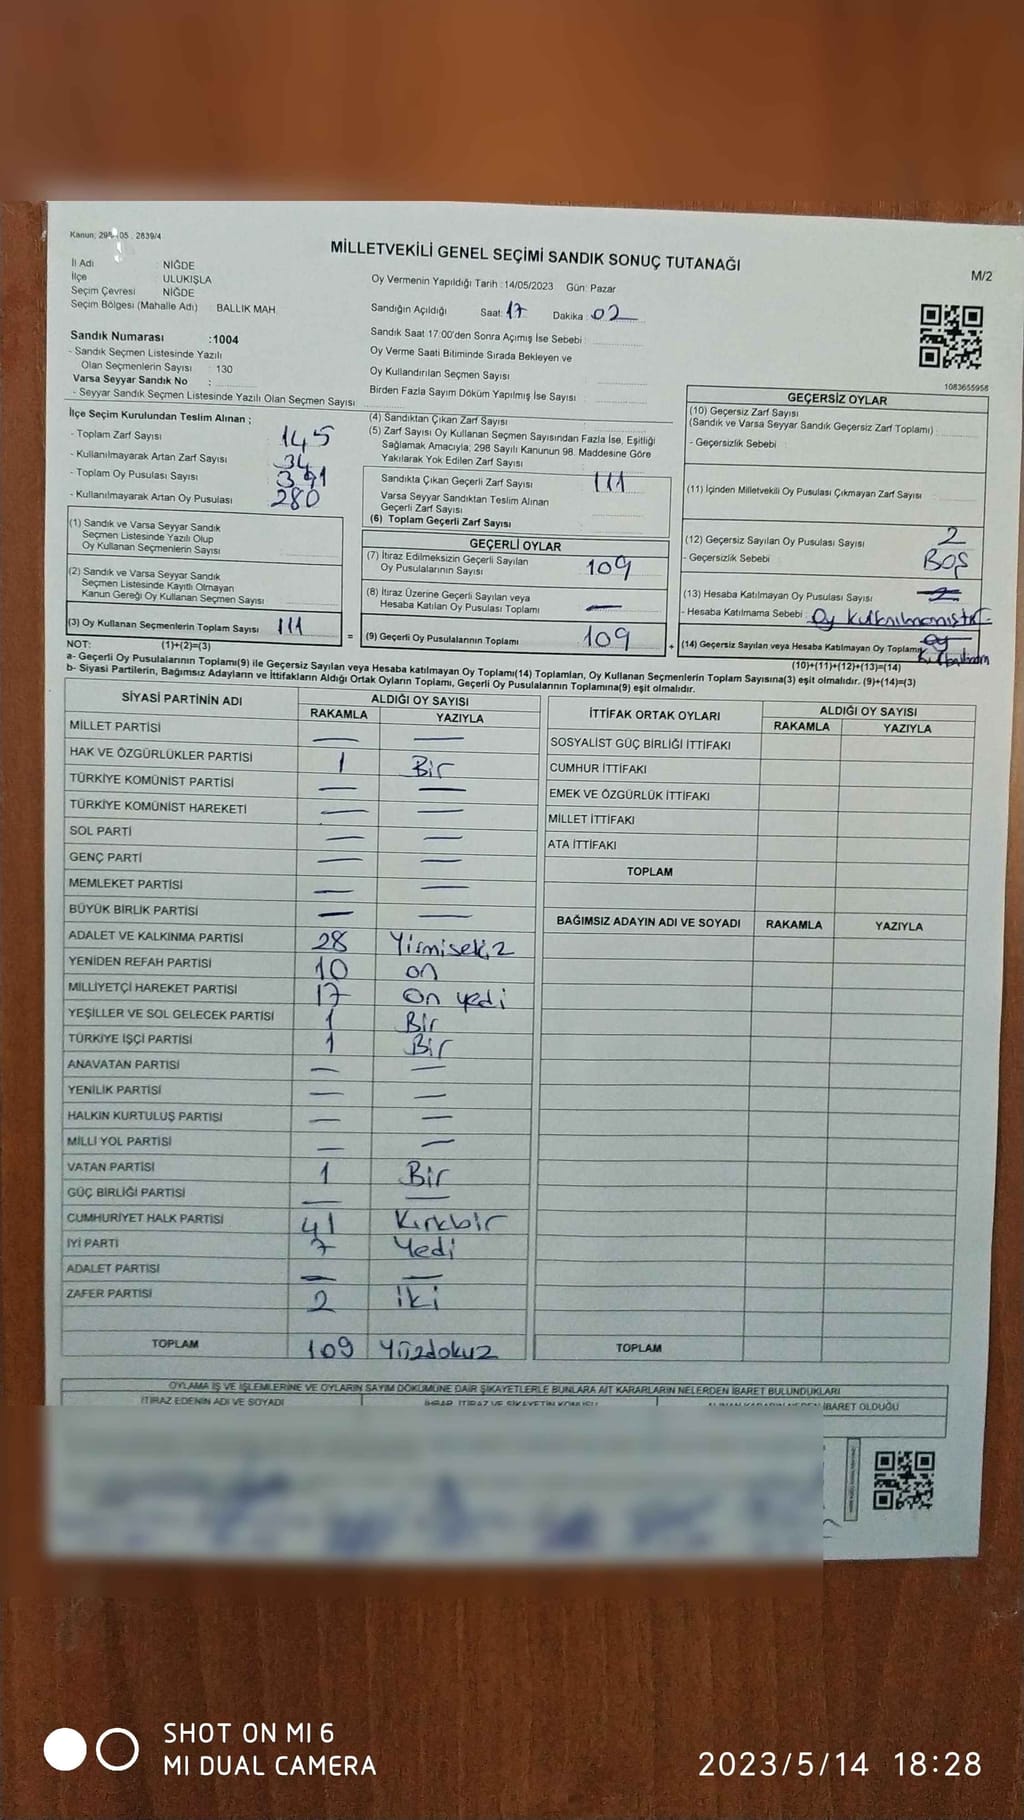 Kanun; 298
MİLLETVEKİLİ GENEL SEÇİMİ SANDIK SONUÇ TUTANAĞI
M/2
İl Adı : NİĞDE
İlçe : ULUKIŞLA
Seçim Çevresi : NİĞDE
Seçim Bölgesi (Mahalle Adı) : BALLIK MAH.
Oy Vermenin Yapıldığı Tarih :14/05/2023 Gün: Pazar
Sandığın Açıldığı Saat: 17 Dakika: 02
Sandık Saat 17:00'den Sonra Açımış İse Sebebi :
Oy Verme Saati Bitiminde Sırada Bekleyen ve
Oy Kullandırılan Seçmen Sayısı
Birden Fazla Sayım Döküm Yapılmış İse Sayısı
Sandık Numarası :1004
- Sandık Seçmen Listesinde Yazılı
Olan Seçmenlerin Sayısı : 130
Varsa Seyyar Sandık No :
- Seyyar Sandık Seçmen Listesinde Yazılı Olan Seçmen Sayısı
1083655958
İlçe Seçim Kurulundan Teslim Alınan ;
- Toplam Zarf Sayısı 145
- Kullanılmayarak Artan Zarf Sayısı 34
- Toplam Oy Pusulası Sayısı 391
- Kullanılmayarak Artan Oy Pusulası 280
(1) Sandık ve Varsa Seyyar Sandık
Seçmen Listesinde Yazılı Olup
Oy Kullanan Seçmenlerin Sayısı
(2) Sandık ve Varsa Seyyar Sandık
Seçmen Listesinde Kayıtlı Olmayan
Kanun Gereği Oy Kullanan Seçmen Sayısı
(3) Oy Kullanan Seçmenlerin Toplam Sayısı 111
(1)+(2)=(3)
(4) Sandıktan Çıkan Zarf Sayısı
(5) Zarf Sayısı Oy Kullanan Seçmen Sayısından Fazla İse, Eşitliği
Sağlamak Amacıyla; 298 Sayılı Kanunun 98. Maddesine Göre
Yakılarak Yok Edilen Zarf Sayısı
Sandıkta Çıkan Geçerli Zarf Sayısı 111
Varsa Seyyar Sandıktan Teslim Alınan
Geçerli Zarf Sayısı
(6) Toplam Geçerli Zarf Sayısı
GEÇERLİ OYLAR
(7) İtiraz Edilmeksizin Geçerli Sayılan
Oy Pusulalarının Sayısı 109
(8) İtiraz Üzerine Geçerli Sayılan veya
Hesaba Katılan Oy Pusulası Toplamı —
= (9) Geçerli Oy Pusulalarının Toplamı 109 +
GEÇERSİZ OYLAR
(10) Geçersiz Zarf Sayısı
(Sandık ve Varsa Seyyar Sandık Geçersiz Zarf Toplamı)
- Geçersizlik Sebebi :
(11) İçinden Milletvekili Oy Pusulası Çıkmayan Zarf Sayısı
(12) Geçersiz Sayılan Oy Pusulası Sayısı 2
- Geçersizlik Sebebi BOŞ
(13) Hesaba Katılmayan Oy Pusulası Sayısı
- Hesaba Katılmama Sebebi : Oy kullanılmamıştır.
(14) Geçersiz Sayılan veya Hesaba Katılmayan Oy Toplamı
(10)+(11)+(12)+(13)=(14)
NOT:
a- Geçerli Oy Pusulalarının Toplamı(9) ile Geçersiz Sayılan veya Hesaba katılmayan Oy Toplamı(14) Toplamları, Oy Kullanan Seçmenlerin Toplam Sayısına(3) eşit olmalıdır. (9)+(14)=(3)
b- Siyasi Partilerin, Bağımsız Adayların ve İttifakların Aldığı Ortak Oyların Toplamı, Geçerli Oy Pusulalarının Toplamına(9) eşit olmalıdır.
SİYASİ PARTİNİN ADI ALDIĞI OY SAYISI
RAKAMLA YAZIYLA
MİLLET PARTİSİ — —
HAK VE ÖZGÜRLÜKLER PARTİSİ 1 Bir
TÜRKİYE KOMÜNİST PARTİSİ — —
TÜRKİYE KOMÜNİST HAREKETİ — —
SOL PARTİ — —
GENÇ PARTİ — —
MEMLEKET PARTİSİ — —
BÜYÜK BİRLİK PARTİSİ — —
ADALET VE KALKINMA PARTİSİ 28 Yirmisekiz
YENİDEN REFAH PARTİSİ 10 on
MİLLİYETÇİ HAREKET PARTİSİ 17 On yedi
YEŞİLLER VE SOL GELECEK PARTİSİ 1 Bir
TÜRKİYE İŞÇİ PARTİSİ 1 Bir
ANAVATAN PARTİSİ — —
YENİLİK PARTİSİ — —
HALKIN KURTULUŞ PARTİSİ — —
MİLLİ YOL PARTİSİ — —
VATAN PARTİSİ 1 Bir
GÜÇ BİRLİĞİ PARTİSİ — —
CUMHURİYET HALK PARTİSİ 41 Kırkbir
İYİ PARTİ 7 Yedi
ADALET PARTİSİ — —
ZAFER PARTİSİ 2 iki
TOPLAM 109 Yüzdokuz
İTTİFAK ORTAK OYLARI ALDIĞI OY SAYISI
RAKAMLA YAZIYLA
SOSYALİST GÜÇ BİRLİĞİ İTTİFAKI
CUMHUR İTTİFAKI
EMEK VE ÖZGÜRLÜK İTTİFAKI
MİLLET İTTİFAKI
ATA İTTİFAKI
TOPLAM
BAĞIMSIZ ADAYIN ADI VE SOYADI RAKAMLA YAZIYLA
TOPLAM
OYLAMA İŞ VE İŞLEMLERİNE VE OYLARIN SAYIM DÖKÜMÜNE DAİR ŞİKAYETLERLE BUNLARA AİT KARARLARIN NELERDEN İBARET BULUNDUKLARI
İTİRAZ EDENİN ADI VE SOYADI
İBARET OLDUĞU
SHOT ON MI 6
MI DUAL CAMERA
2023/5/14 18:28